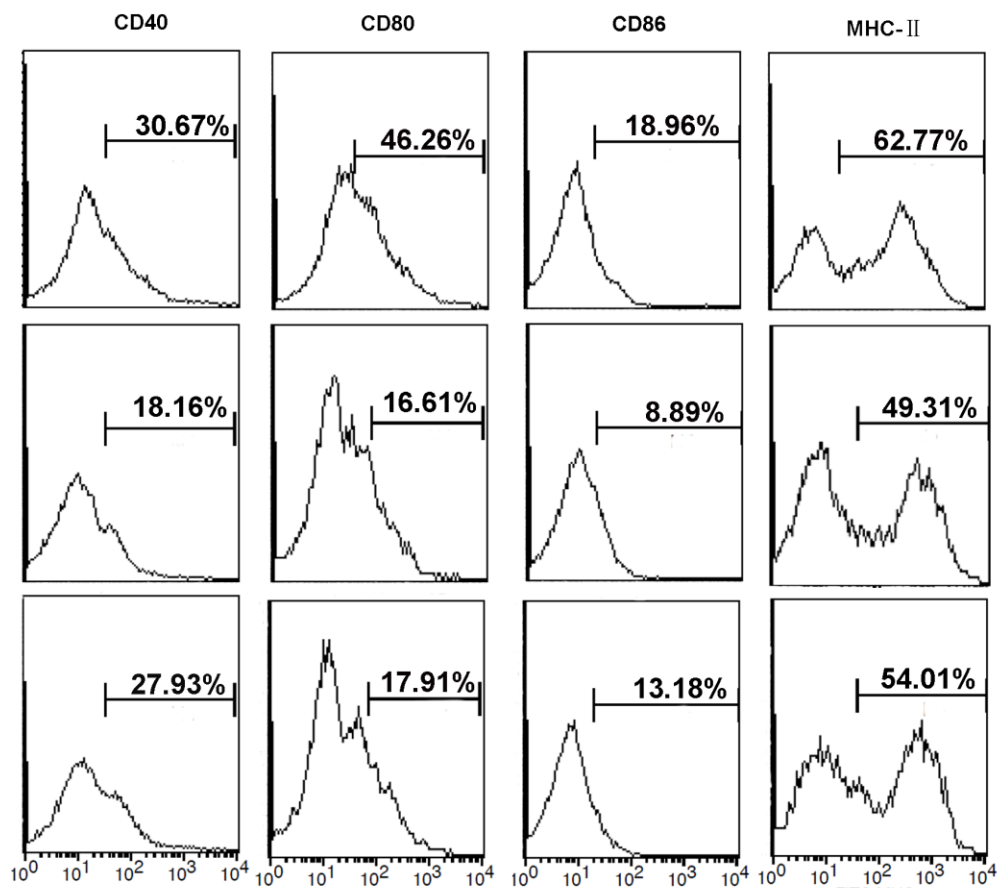 CD40 CD80 CD86 MHC-Ⅱ
30.67% 46.26% 18.96% 62.77%
18.16% 16.61% 8.89% 49.31%
27.93% 17.91% 13.18% 54.01%
10⁰ 10¹ 10² 10³ 10⁴ 10⁰ 10¹ 10² 10³ 10⁴ 10⁰ 10¹ 10² 10³ 10⁴ 10⁰ 10¹ 10² 10³ 10⁴